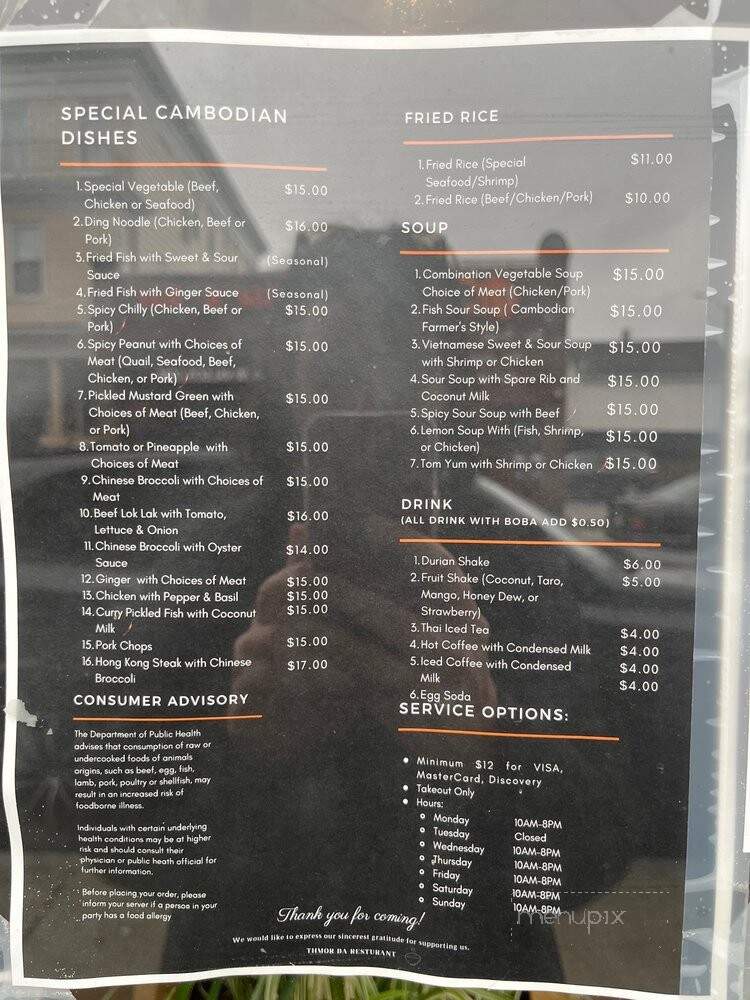 SPECIAL CAMBODIAN
DISHES
1. Special Vegetable (Beef, $15.00
Chicken or Seafood)
2. Ding Noodle (Chicken, Beef or $16.00
Pork)
3. Fried Fish with Sweet & Sour (Seasonal)
Sauce
4. Fried Fish with Ginger Sauce (Seasonal)
5. Spicy Chilly (Chicken, Beef or $15.00
Pork)
6. Spicy Peanut with Choices of $15.00
Meat (Quail, Seafood, Beef,
Chicken, or Pork)
7. Pickled Mustard Green with $15.00
Choices of Meat (Beef, Chicken,
or Pork)
8. Tomato or Pineapple with $15.00
Choices of Meat
9. Chinese Broccoli with Choices of $15.00
Meat
10. Beef Lok Lak with Tomato, $16.00
Lettuce & Onion
11. Chinese Broccoli with Oyster $14.00
Sauce
12. Ginger with Choices of Meat $15.00
13. Chicken with Pepper & Basil $15.00
14. Curry Pickled Fish with Coconut $15.00
Milk
15. Pork Chops $15.00
16. Hong Kong Steak with Chinese $17.00
Broccoli
CONSUMER ADVISORY
The Department of Public Health
advises that consumption of raw or
undercooked foods of animals
origins, such as beef, egg, fish,
lamb, pork, poultry or shellfish, may
result in an increased risk of
foodborne illness.
Individuals with certain underlying
health conditions may be at higher
risk and should consult their
physician or public heath official for
further information.
Before placing your order, please
inform your server if a person in your
party has a food allergy
FRIED RICE
1. Fried Rice (Special $11.00
Seafood/Shrimp)
2. Fried Rice (Beef/Chicken/Pork) $10.00
SOUP
1. Combination Vegetable Soup $15.00
Choice of Meat (Chicken/Pork)
2. Fish Sour Soup ( Cambodian $15.00
Farmer's Style)
3. Vietnamese Sweet & Sour Soup $15.00
with Shrimp or Chicken
4. Sour Soup with Spare Rib and $15.00
Coconut Milk
5. Spicy Sour Soup with Beef $15.00
6. Lemon Soup With (Fish, Shrimp, $15.00
or Chicken)
7. Tom Yum with Shrimp or Chicken $15.00
DRINK
(ALL DRINK WITH BOBA ADD $0.50)
1. Durian Shake $6.00
2. Fruit Shake (Coconut, Taro, $5.00
Mango, Honey Dew, or
Strawberry)
3. Thai Iced Tea $4.00
4. Hot Coffee with Condensed Milk $4.00
5. Iced Coffee with Condensed $4.00
Milk $4.00
6. Egg Soda
SERVICE OPTIONS:
• Minimum $12 for VISA,
MasterCard, Discovery
• Takeout Only
• Hours:
Monday 10AM-8PM
Tuesday Closed
Wednesday 10AM-8PM
Thursday 10AM-8PM
Friday 10AM-8PM
Saturday 10AM-8PM
Sunday 10AM-8PM
menupix
Thank you for coming!
We would like to express our sincerest gratitude for supporting us.
THMOR DA RESTURANT